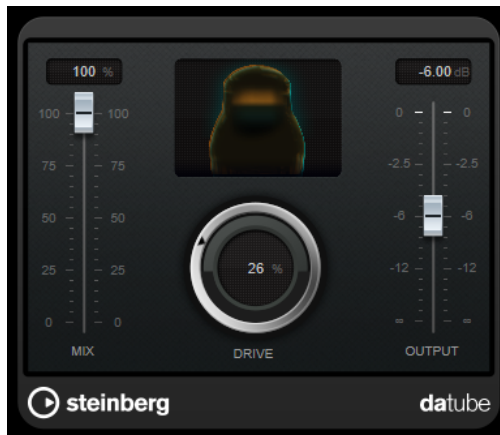 100 %
-6.00 dB
100 100
75 75
50 50
25 25
0 0
MIX
26 %
DRIVE
0 0
-2.5 -2.5
-6 -6
-12 -12
∞ ∞
OUTPUT
steinberg
datube